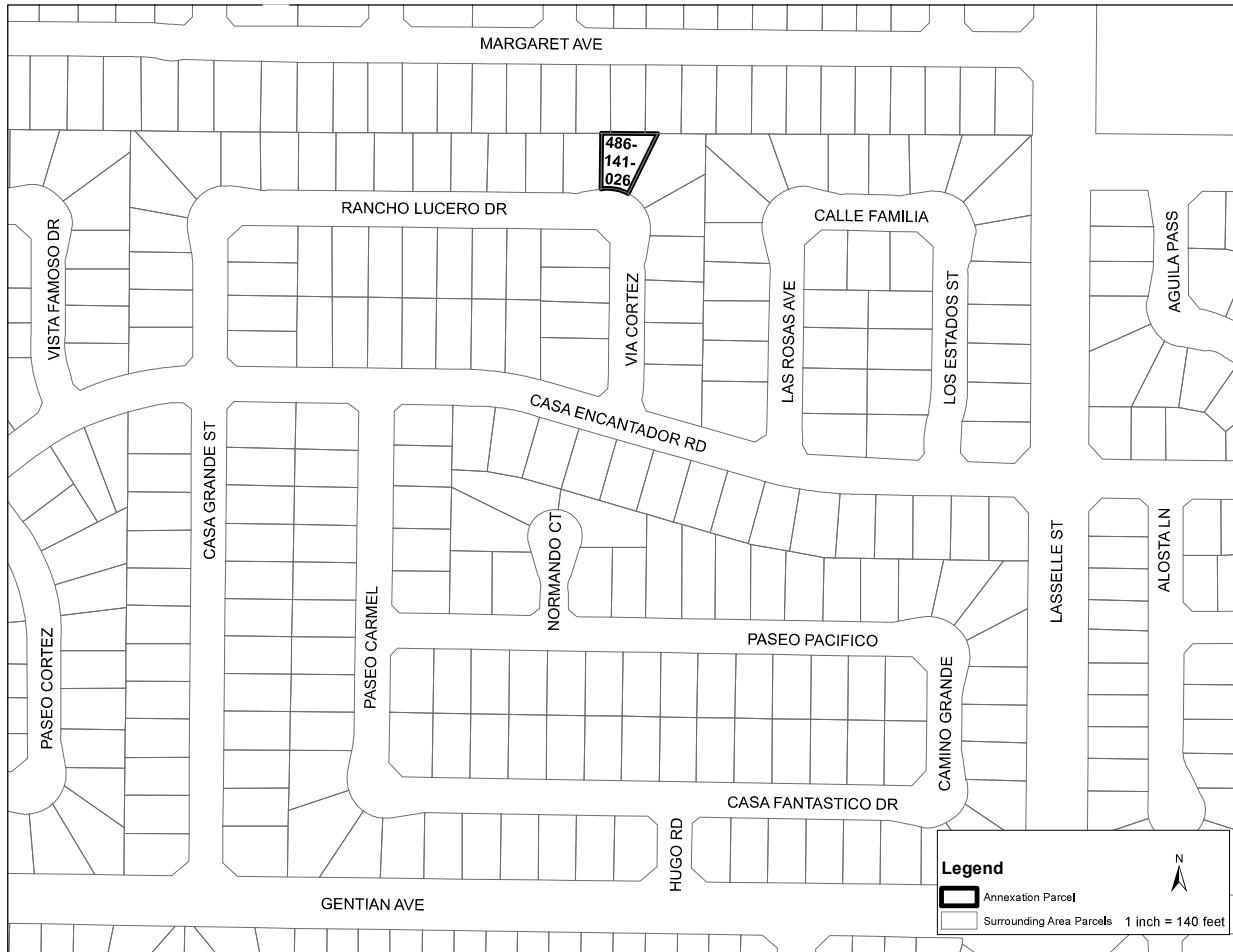 MARGARET AVE
486-
141-
026
RANCHO LUCERO DR
CALLE FAMILIA
VISTA FAMOSO DR
VIA CORTEZ
LAS ROSAS AVE
LOS ESTADOS ST
AGUILA PASS
CASA ENCANTADOR RD
CASA GRANDE ST
NORMANDO CT
LASSELLE ST
ALOSTA LN
PASEO CORTEZ
PASEO CARMEL
PASEO PACIFICO
CAMINO GRANDE
CASA FANTASTICO DR
HUGO RD
GENTIAN AVE
Legend
N
Annexation Parcel
Surrounding Area Parcels 1 inch = 140 feet